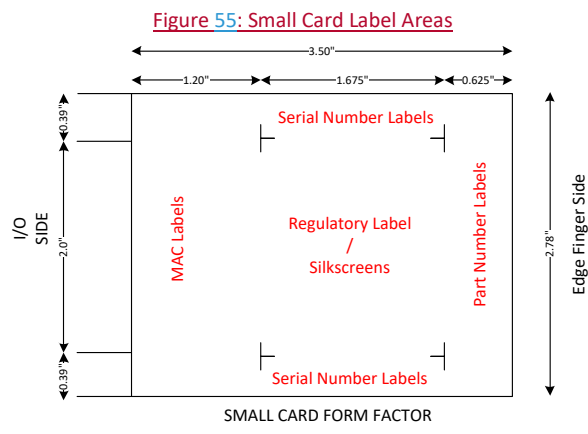 Figure 55: Small Card Label Areas
3.50"
1.20"
1.675"
0.625"
0.39"
Serial Number Labels
I/O
SIDE
2.0"
MAC Labels
Regulatory Label
/
Silkscreens
Part Number Labels
2.78"
Edge Finger Side
0.39"
Serial Number Labels
SMALL CARD FORM FACTOR